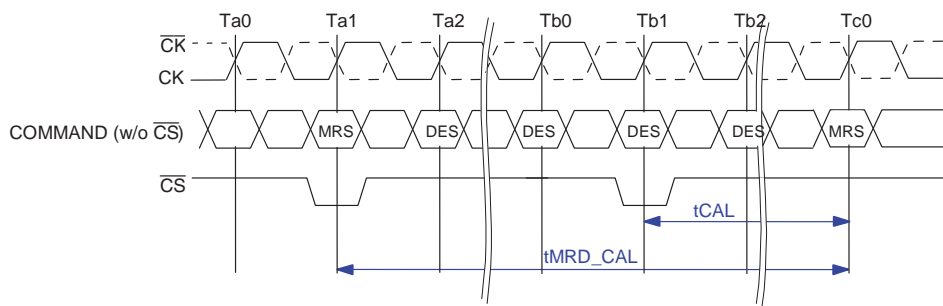 Ta0 Ta1 Ta2 Tb0 Tb1 Tb2 Tc0
CK
CK
COMMAND (w/o CS) MRS DES DES DES DES MRS
CS
tCAL
tMRD_CAL